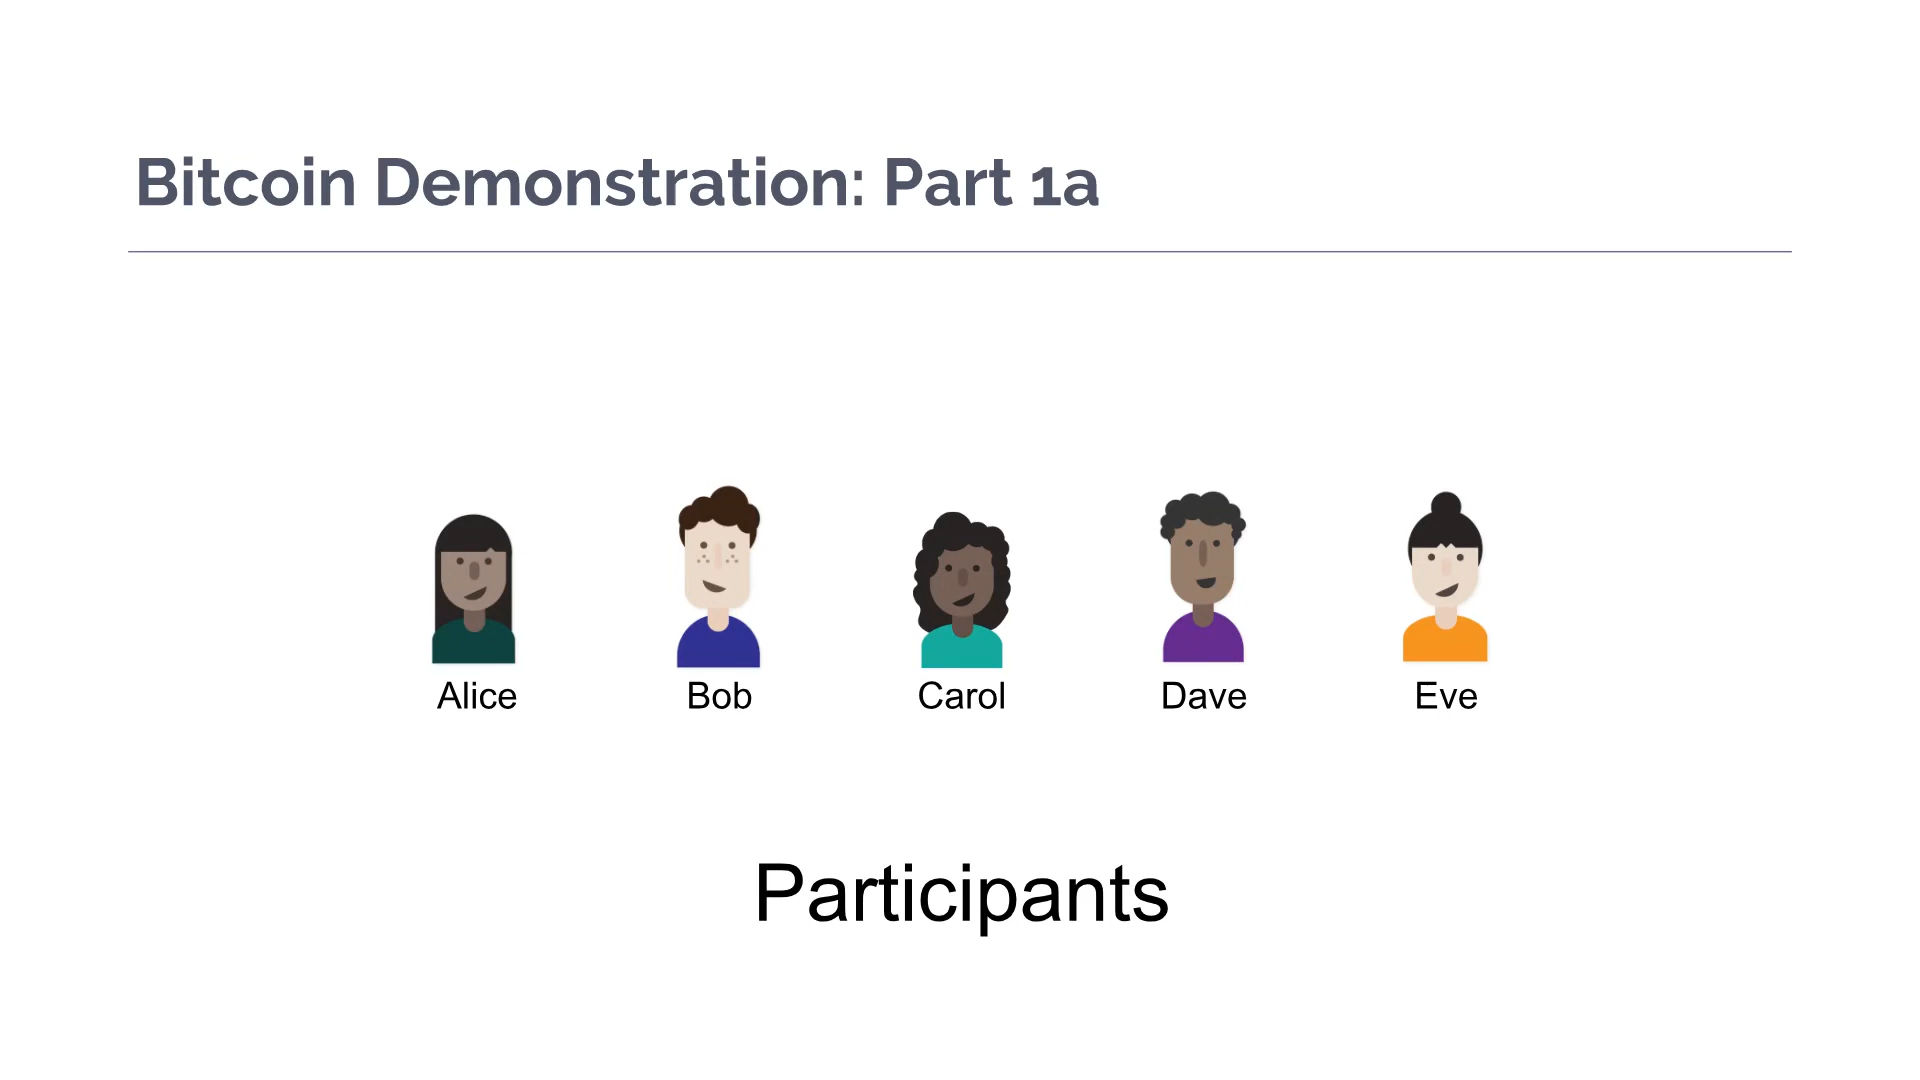 Bitcoin Demonstration: Part 1a
Alice Bob Carol Dave Eve
Participants